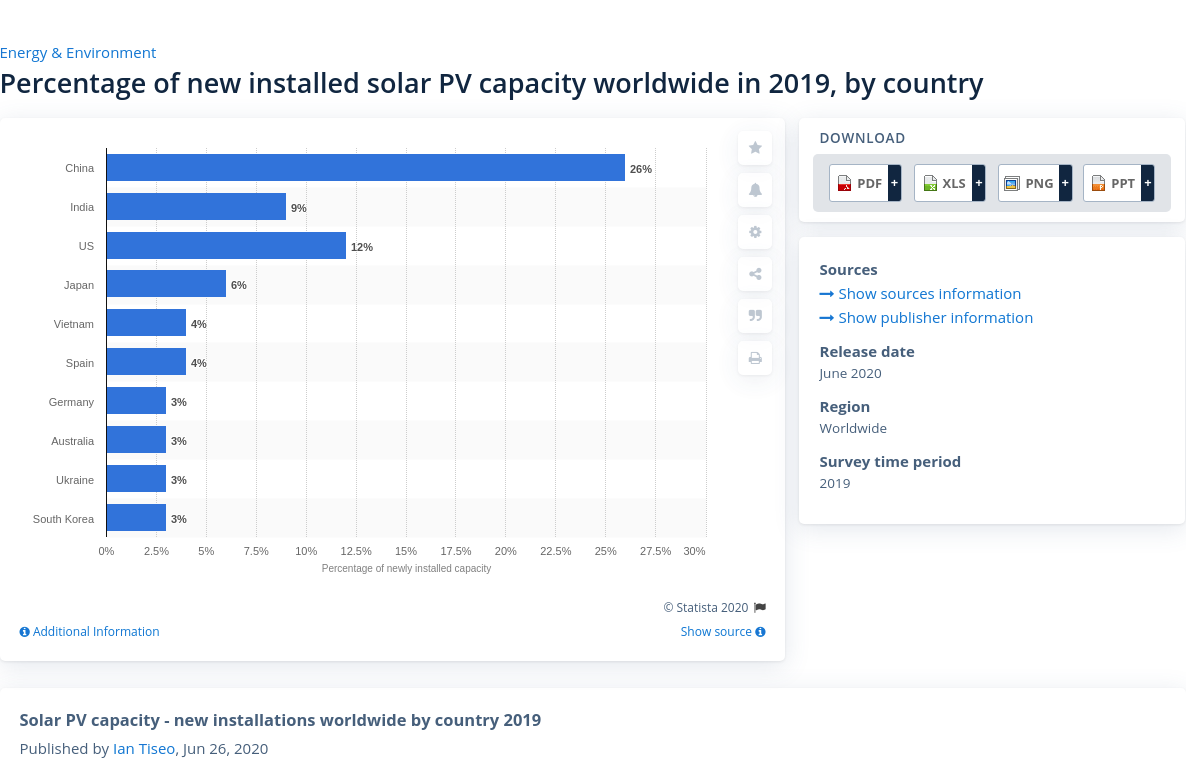 Energy & Environment
Percentage of new installed solar PV capacity worldwide in 2019, by country
China 26%
India 9%
US 12%
Japan 6%
Vietnam 4%
Spain 4%
Germany 3%
Australia 3%
Ukraine 3%
South Korea 3%
0% 2.5% 5% 7.5% 10% 12.5% 15% 17.5% 20% 22.5% 25% 27.5% 30%
Percentage of newly installed capacity
© Statista 2020
Additional Information Show source
DOWNLOAD
PDF + XLS + PNG + PPT +
Sources
Show sources information
Show publisher information
Release date
June 2020
Region
Worldwide
Survey time period
2019
Solar PV capacity - new installations worldwide by country 2019
Published by Ian Tiseo, Jun 26, 2020